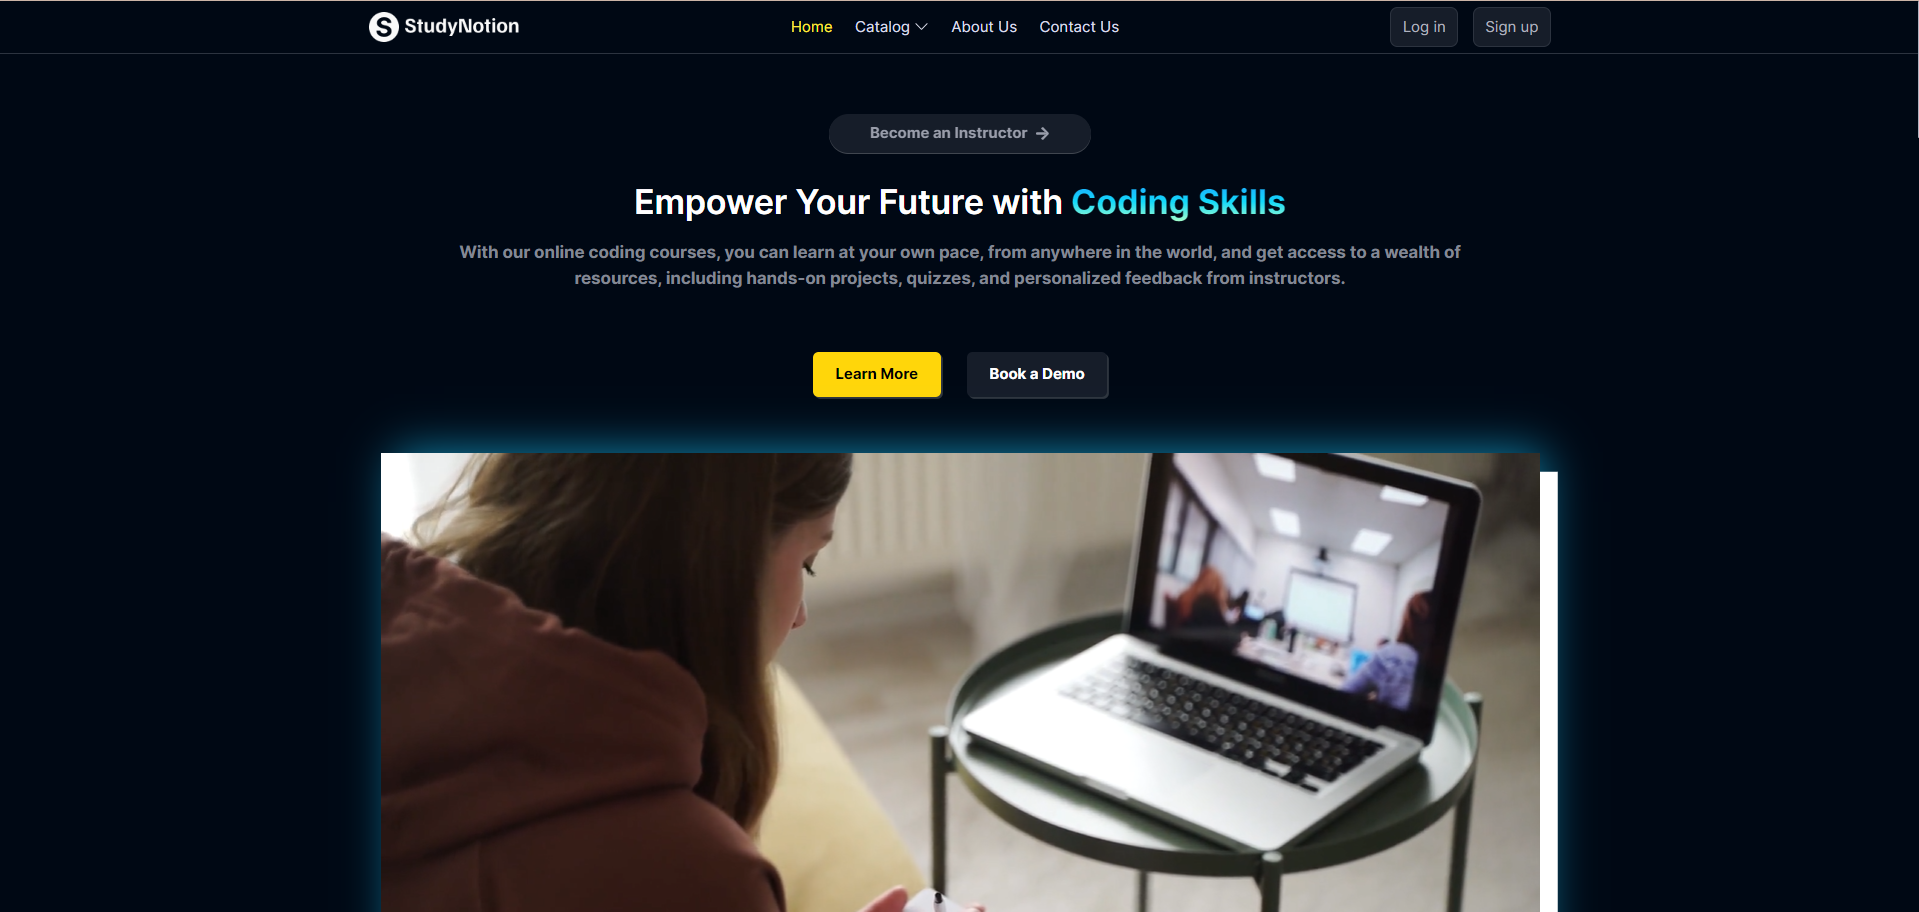 StudyNotion
Home
Catalog
About Us
Contact Us
Log in
Sign up
Become an Instructor
Empower Your Future with Coding Skills
With our online coding courses, you can learn at your own pace, from anywhere in the world, and get access to a wealth of
resources, including hands-on projects, quizzes, and personalized feedback from instructors.
Learn More
Book a Demo